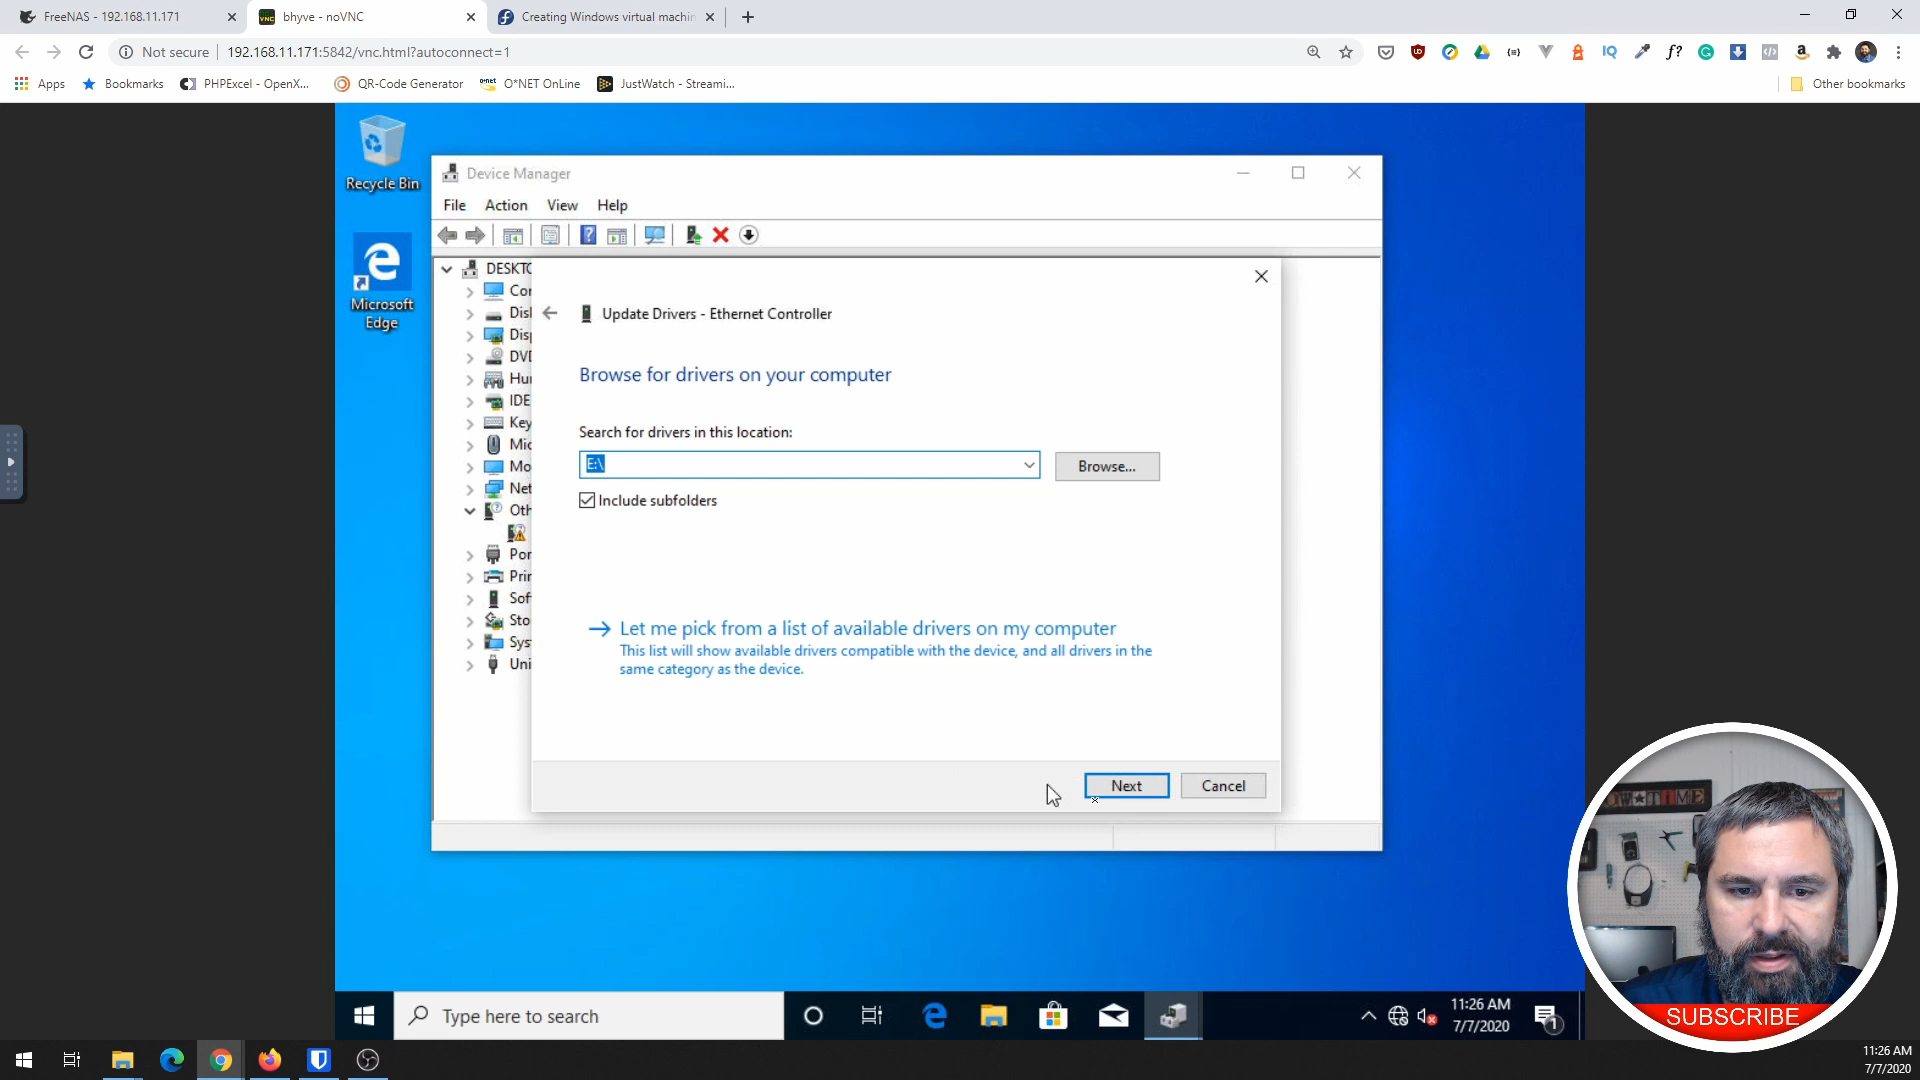 FreeNAS - 192.168.11.171
bhyve - noVNC
Creating Windows virtual machin
Not secure
192.168.11.171:5842/vnc.html?autoconnect=1
Apps
Bookmarks
PHPExcel - OpenX...
QR-Code Generator
O*NET OnLine
JustWatch - Streami...
Other bookmarks
Recycle Bin
Microsoft
Edge
Device Manager
File
Action
View
Help
DESKTO
Cor
Disk
Disp
DVD
Hur
IDE
Key
Mic
Mo
Net
Oth
Por
Prin
Sof
Sto
Sys
Uni
Update Drivers - Ethernet Controller
Browse for drivers on your computer
Search for drivers in this location:
E:\
Browse...
Include subfolders
Let me pick from a list of available drivers on my computer
This list will show available drivers compatible with the device, and all drivers in the
same category as the device.
Next
Cancel
Type here to search
11:26 AM
7/7/2020
1
SUBSCRIBE
11:26 AM
7/7/2020